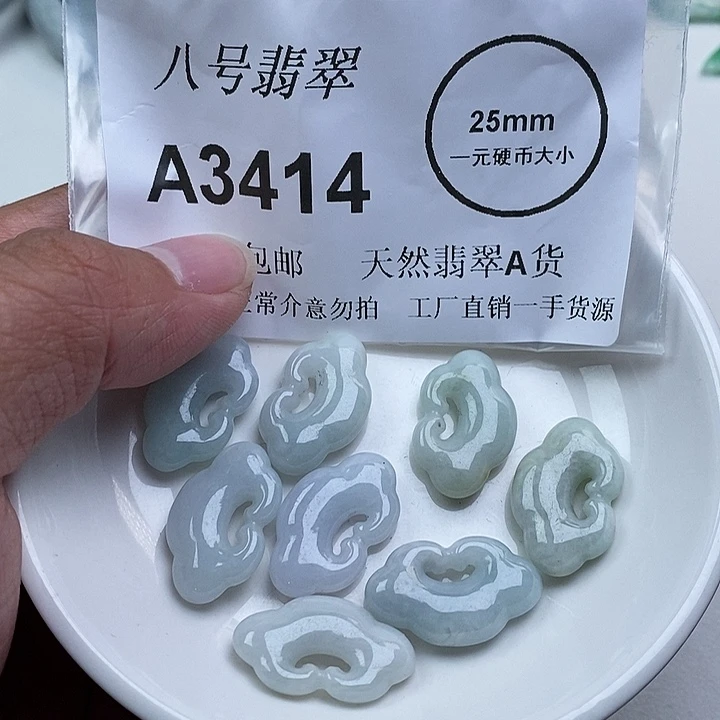 八号翡翠
A3414
25mm
一元硬币大小
包邮 天然翡翠A货
常介意勿拍 工厂直销一手货源